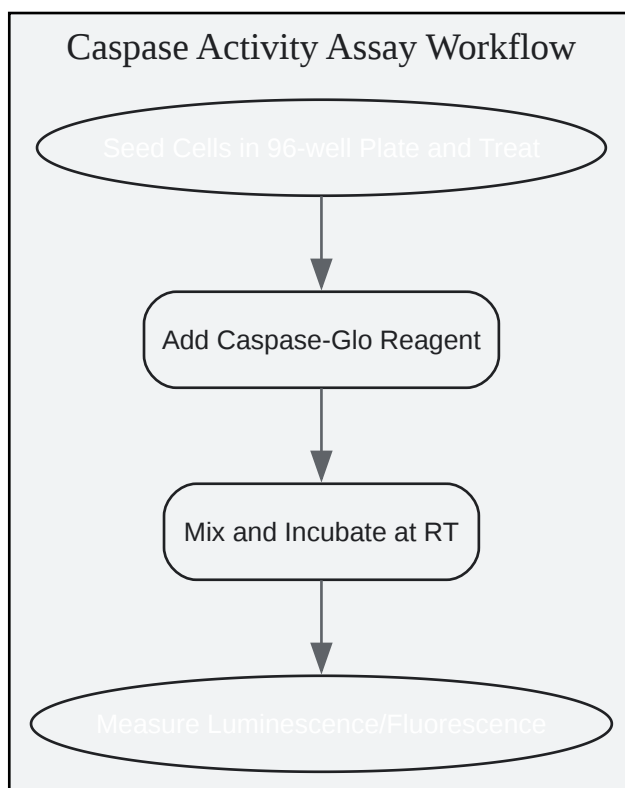 Caspase Activity Assay Workflow
Seed Cells in 96-well Plate and Treat
Add Caspase-Glo Reagent
Mix and Incubate at RT
Measure Luminescence/Fluorescence